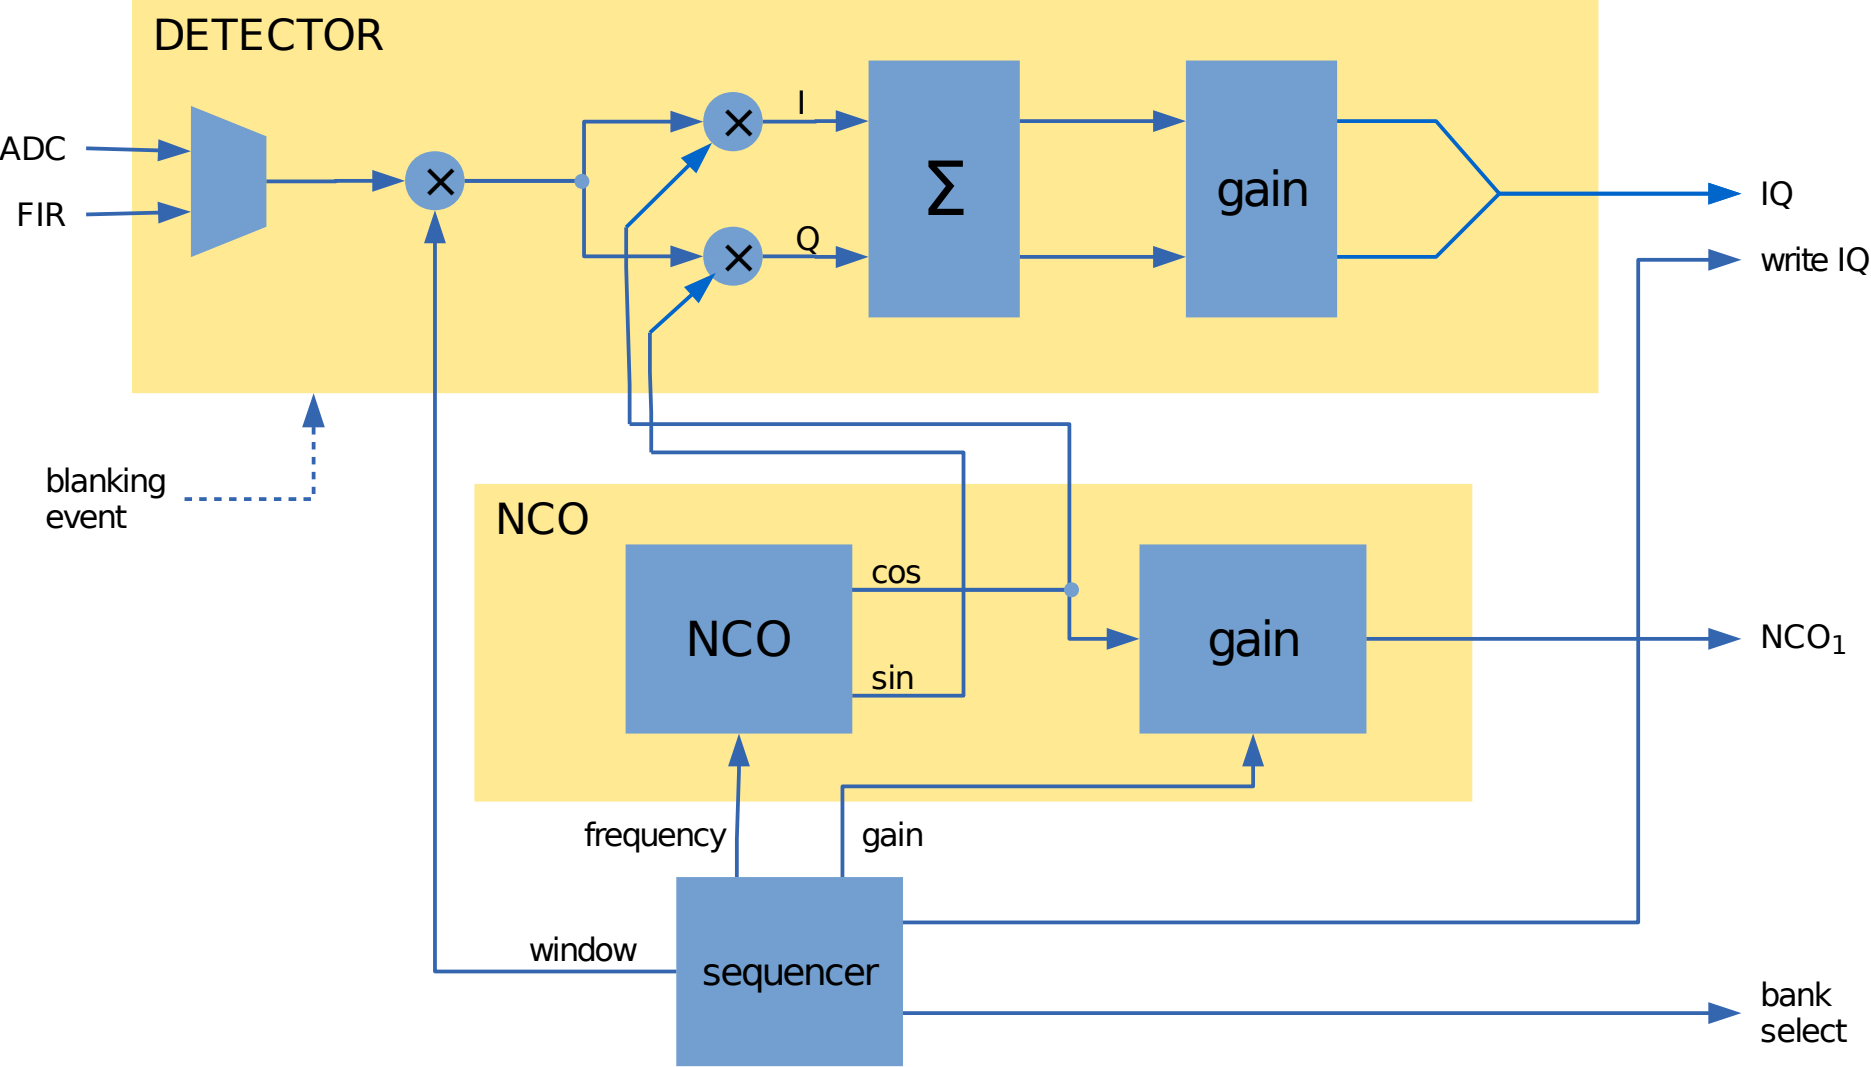 DETECTOR
ADC
FIR
×
×
×
I
Q
Σ
gain
IQ
write IQ
blanking
event
NCO
NCO
cos
sin
gain
NCO₁
frequency
gain
window
sequencer
bank
select